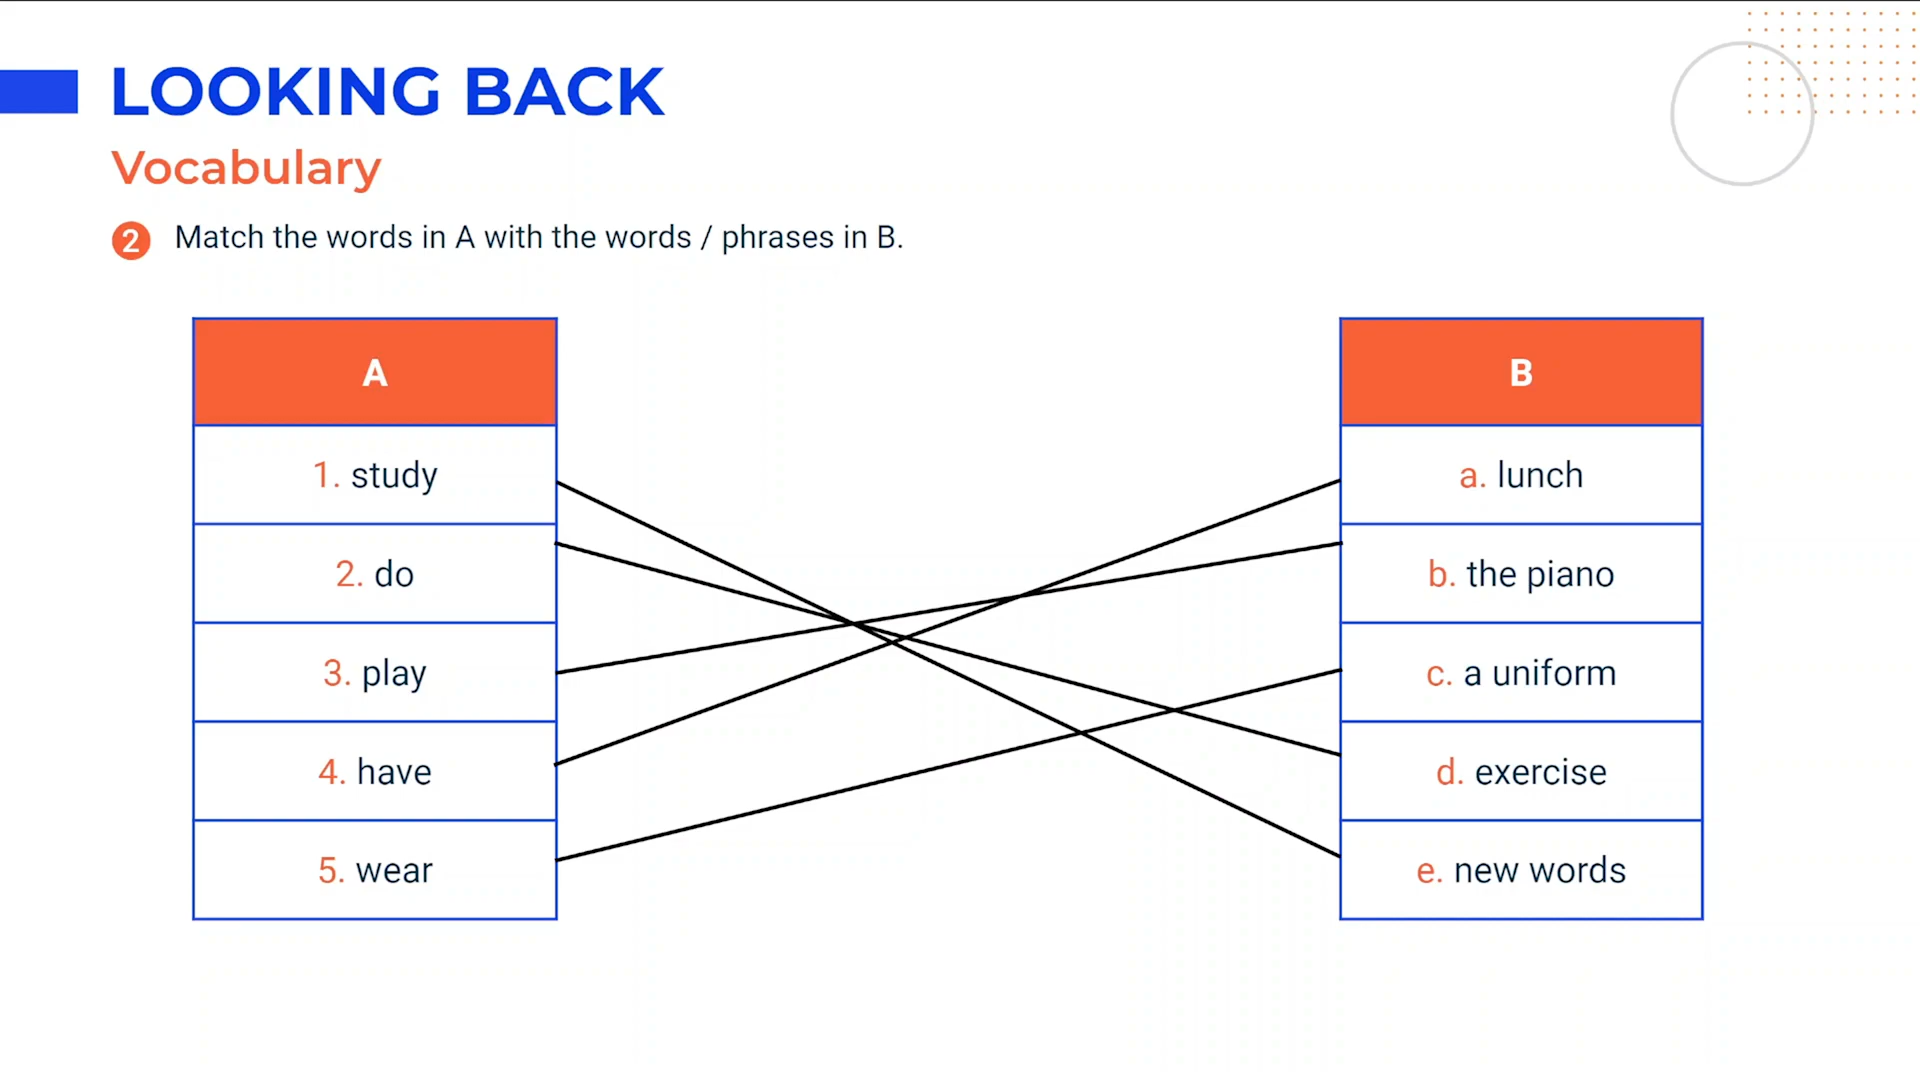 LOOKING BACK
Vocabulary
2 Match the words in A with the words / phrases in B.
A
1. study
2. do
3. play
4. have
5. wear
B
a. lunch
b. the piano
c. a uniform
d. exercise
e. new words